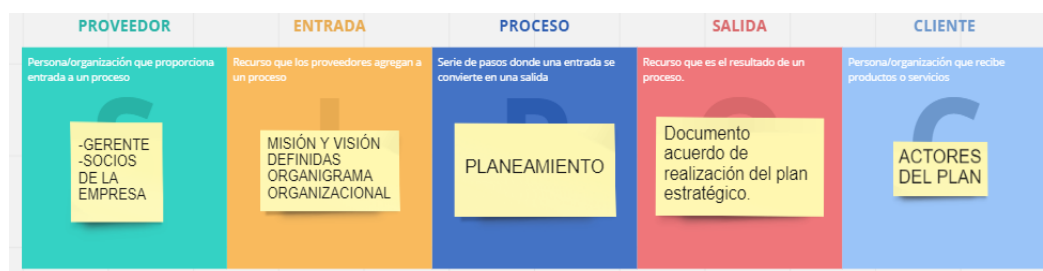 PROVEEDOR
ENTRADA
PROCESO
SALIDA
CLIENTE
Persona/organización que proporciona
entrada a un proceso
Recurso que los proveedores agregan a
un proceso
Serie de pasos donde una entrada se
convierte en una salida
Recurso que es el resultado de un
proceso.
Persona/organización que recibe
productos o servicios
S
I
P
O
C
-GERENTE
-SOCIOS
DE LA
EMPRESA
MISIÓN Y VISIÓN
DEFINIDAS
ORGANIGRAMA
ORGANIZACIONAL
PLANEAMIENTO
Documento
acuerdo de
realización del plan
estratégico.
ACTORES
DEL PLAN